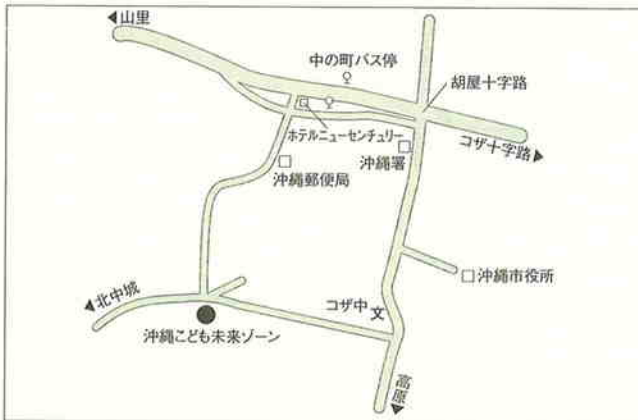 ◀山里
中の町バス停
胡屋十字路
ホテルニューセンチュリー
コザ十字路▶
沖縄署
沖縄郵便局
沖縄市役所
◀北中城
コザ中 文
沖縄こども未来ゾーン
高原▼